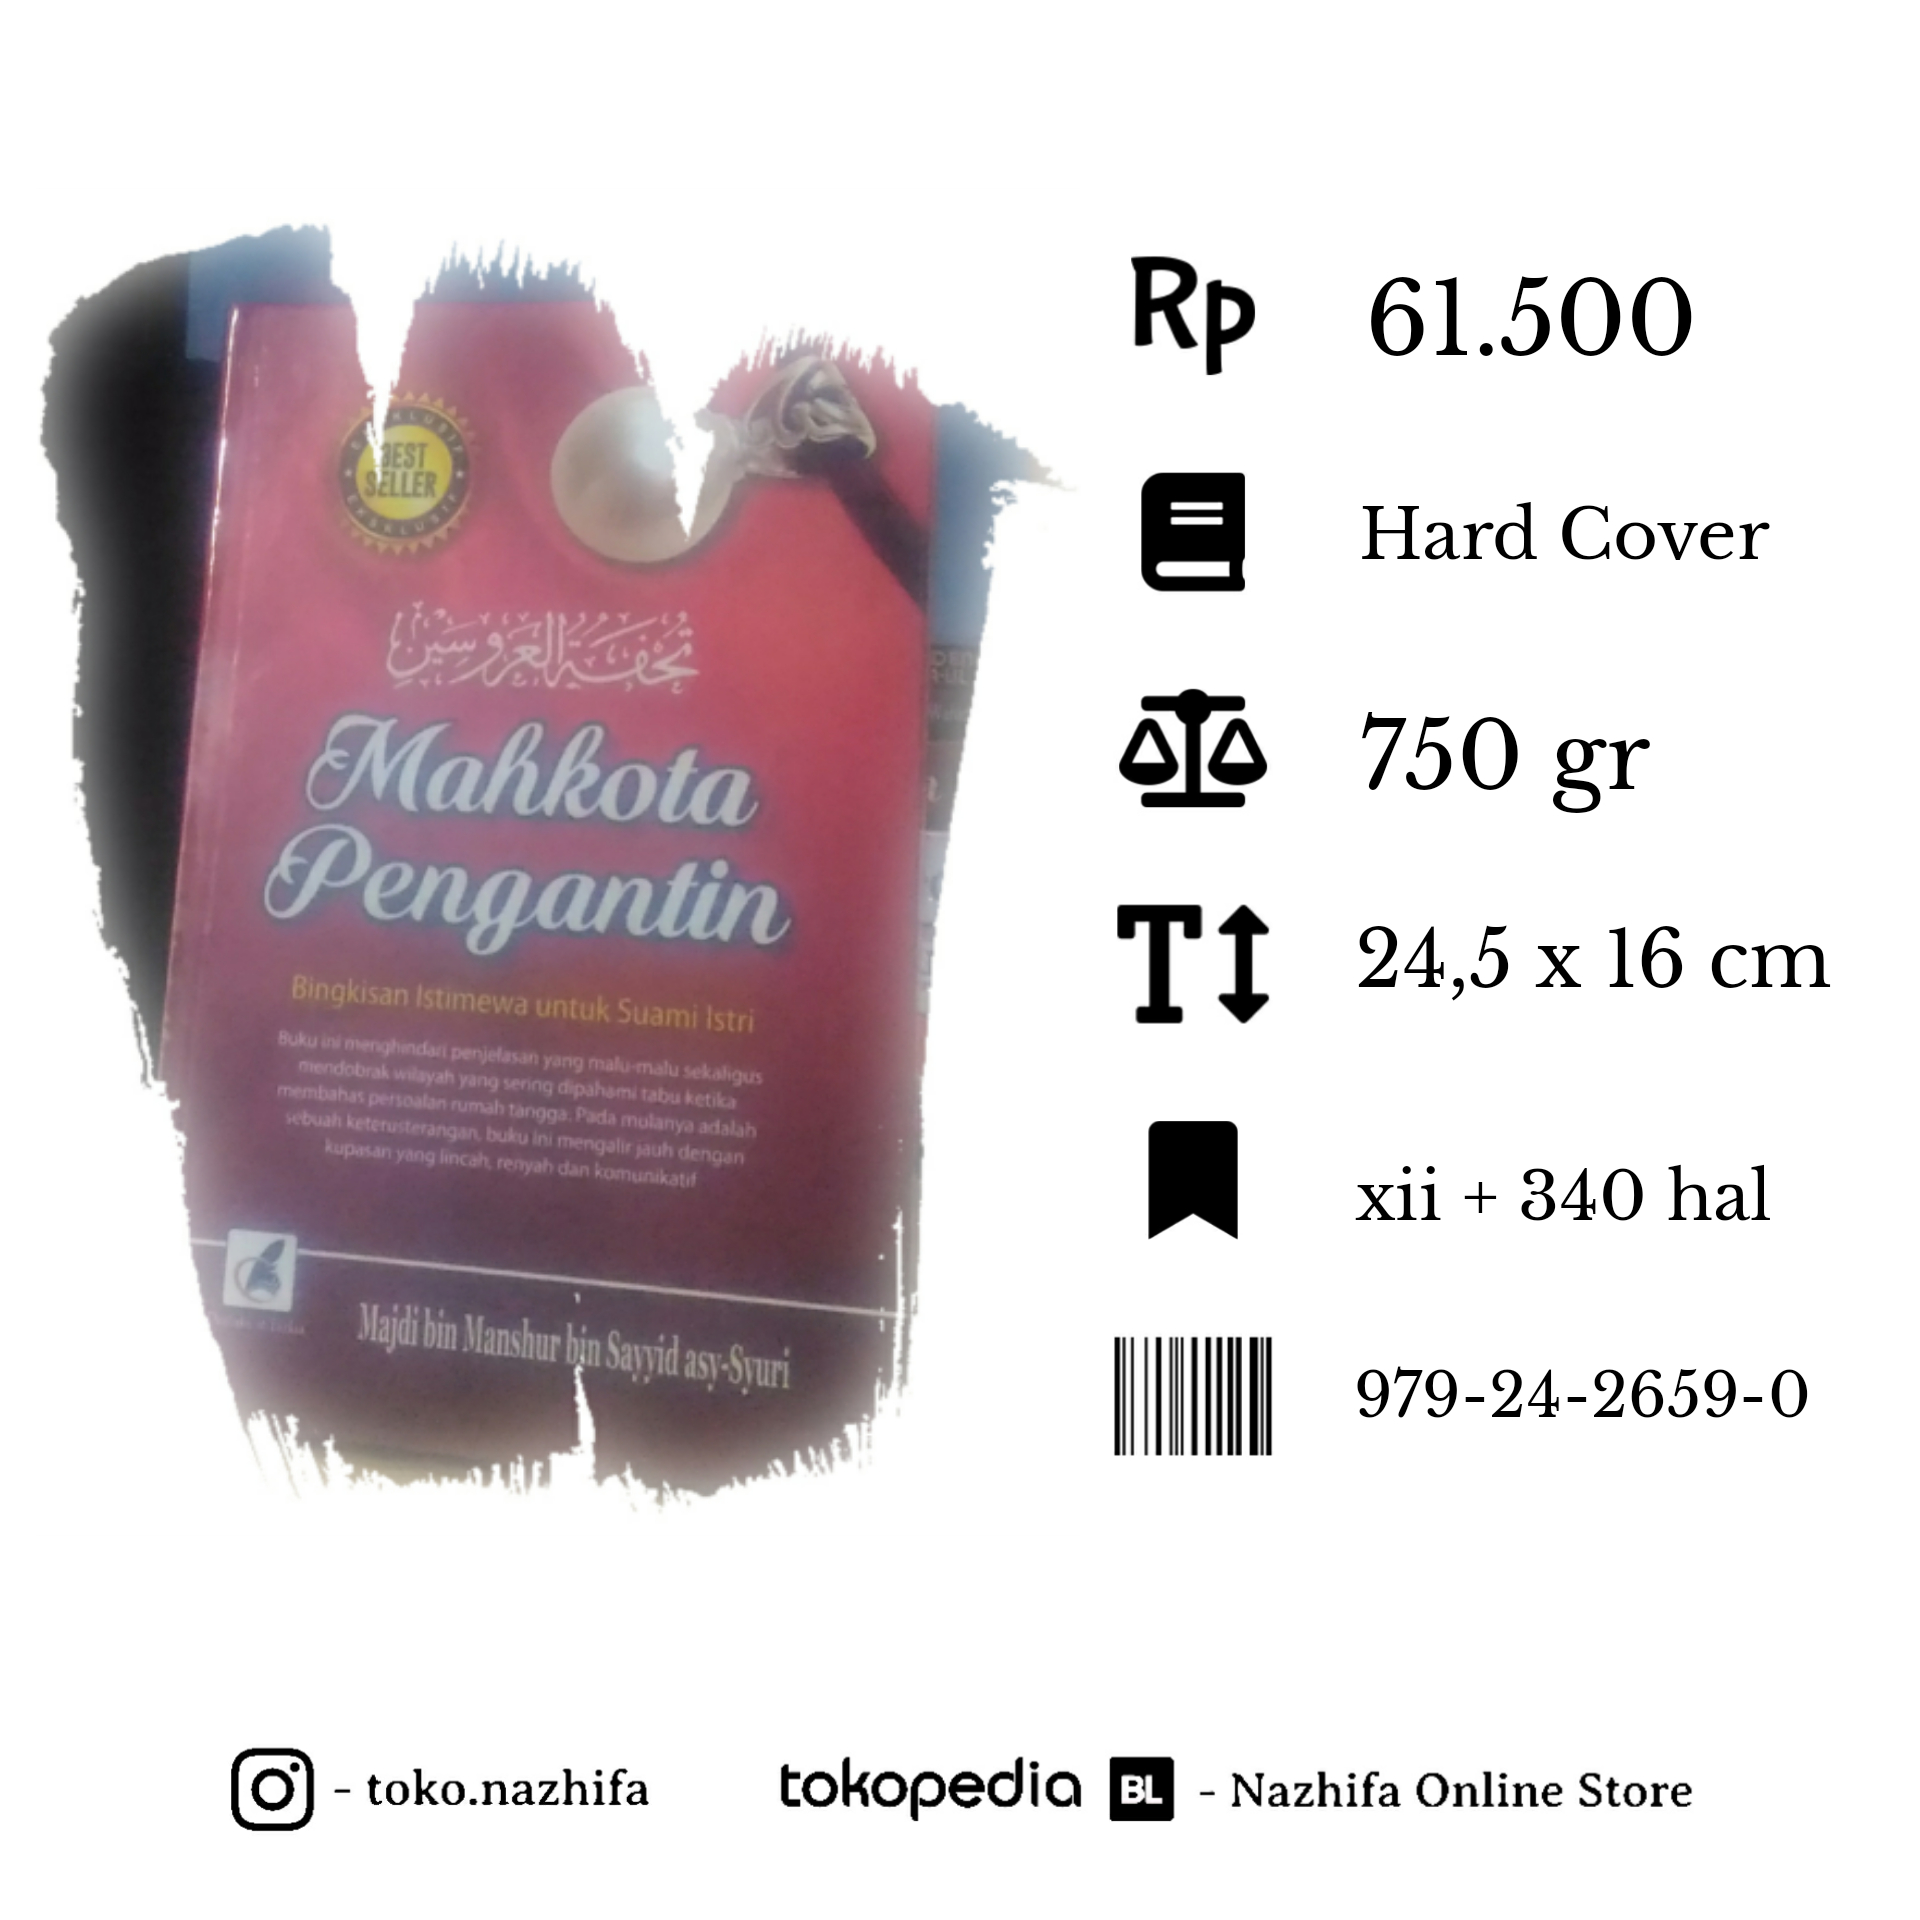 BEST
SELLER
EKSKLUSIF
تحفة العروسين
Mahkota
Pengantin
Bingkisan Istimewa untuk Suami Istri
Buku ini menghindari penjelasan yang malu-malu sekaligus
mendobrak wilayah yang sering dipahami tabu ketika
membahas persoalan rumah tangga. Pada mulanya adalah
sebuah keterusterangan, buku ini mengalir jauh dengan
kupasan yang lincah, renyah dan komunikatif
Majdi bin Manshur bin Sayyid asy-Syuri
Rp 61.500
Hard Cover
750 gr
T 24,5 x 16 cm
xii + 340 hal
979-24-2659-0
- toko.nazhifa
tokopedia BL - Nazhifa Online Store